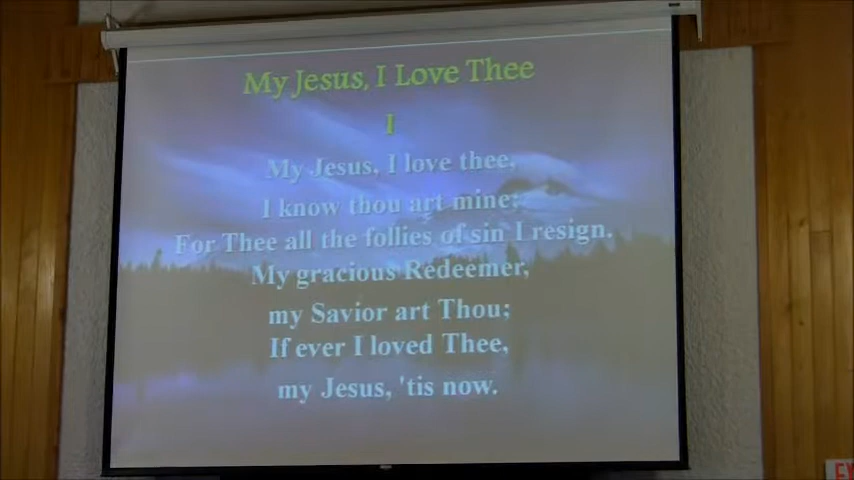 My Jesus, I Love Thee
I
My Jesus, I love thee,
I know thou art mine;
For Thee all the follies of sin I resign.
My gracious Redeemer,
my Savior art Thou;
If ever I loved Thee,
my Jesus, 'tis now.